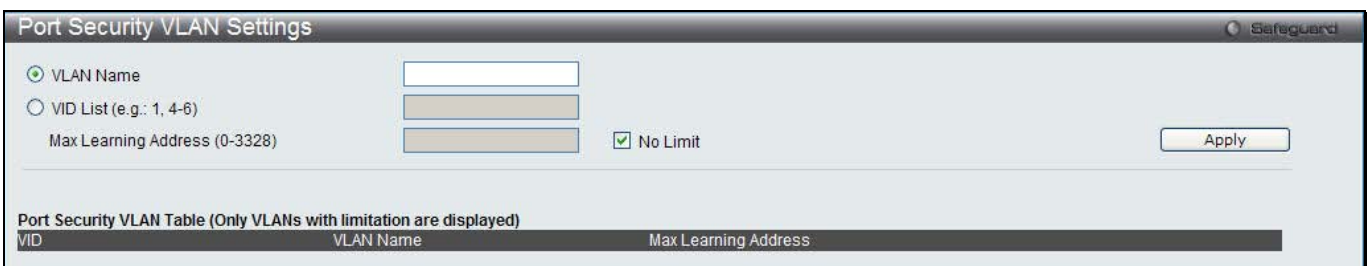 Port Security VLAN Settings
Safeguard
VLAN Name
VID List (e.g.: 1, 4-6)
Max Learning Address (0-3328)
No Limit
Apply
Port Security VLAN Table (Only VLANs with limitation are displayed)
VID VLAN Name Max Learning Address